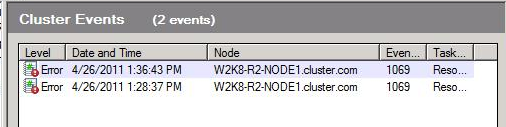 Cluster Events (2 events)
Level Date and Time Node Even... Task...
Error 4/26/2011 1:36:43 PM W2K8-R2-NODE1.cluster.com 1069 Reso...
Error 4/26/2011 1:28:37 PM W2K8-R2-NODE1.cluster.com 1069 Reso...